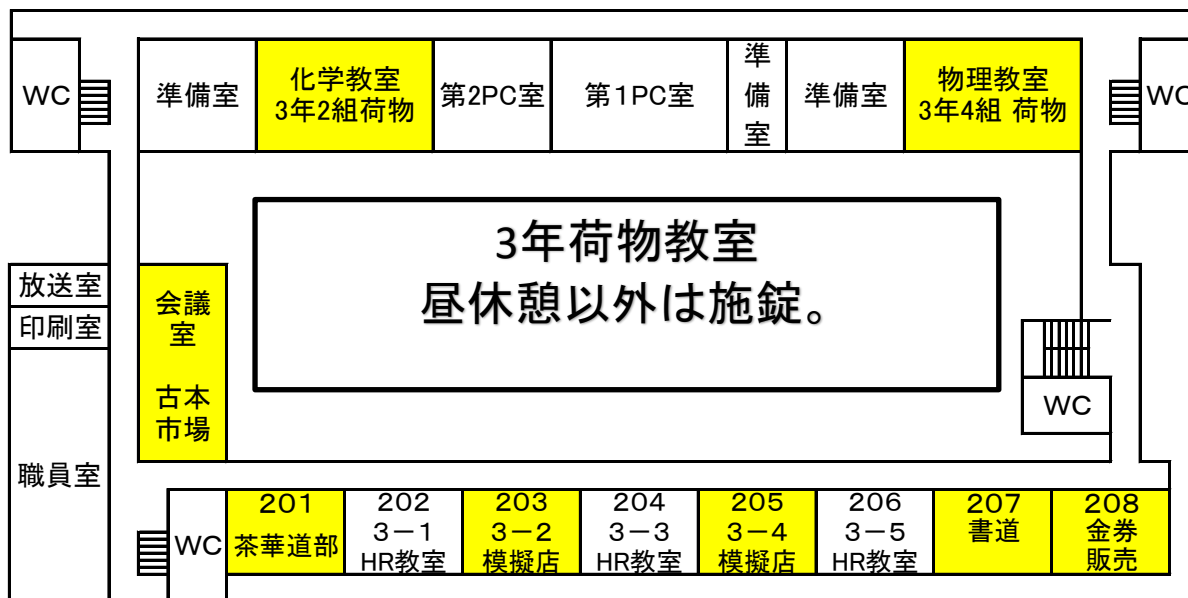 WC
準備室
化学教室
3年2組荷物
第2PC室
第１PC室
準
備
室
準備室
物理教室
3年4組 荷物
WC
3年荷物教室
昼休憩以外は施錠。
放送室
印刷室
職員室
会議
室
古本
市場
WC
WC
201
茶華道部
202
３－１
HR教室
203
３－２
模擬店
204
３－３
HR教室
205
３－４
模擬店
206
３－５
HR教室
207
書道
208
金券
販売